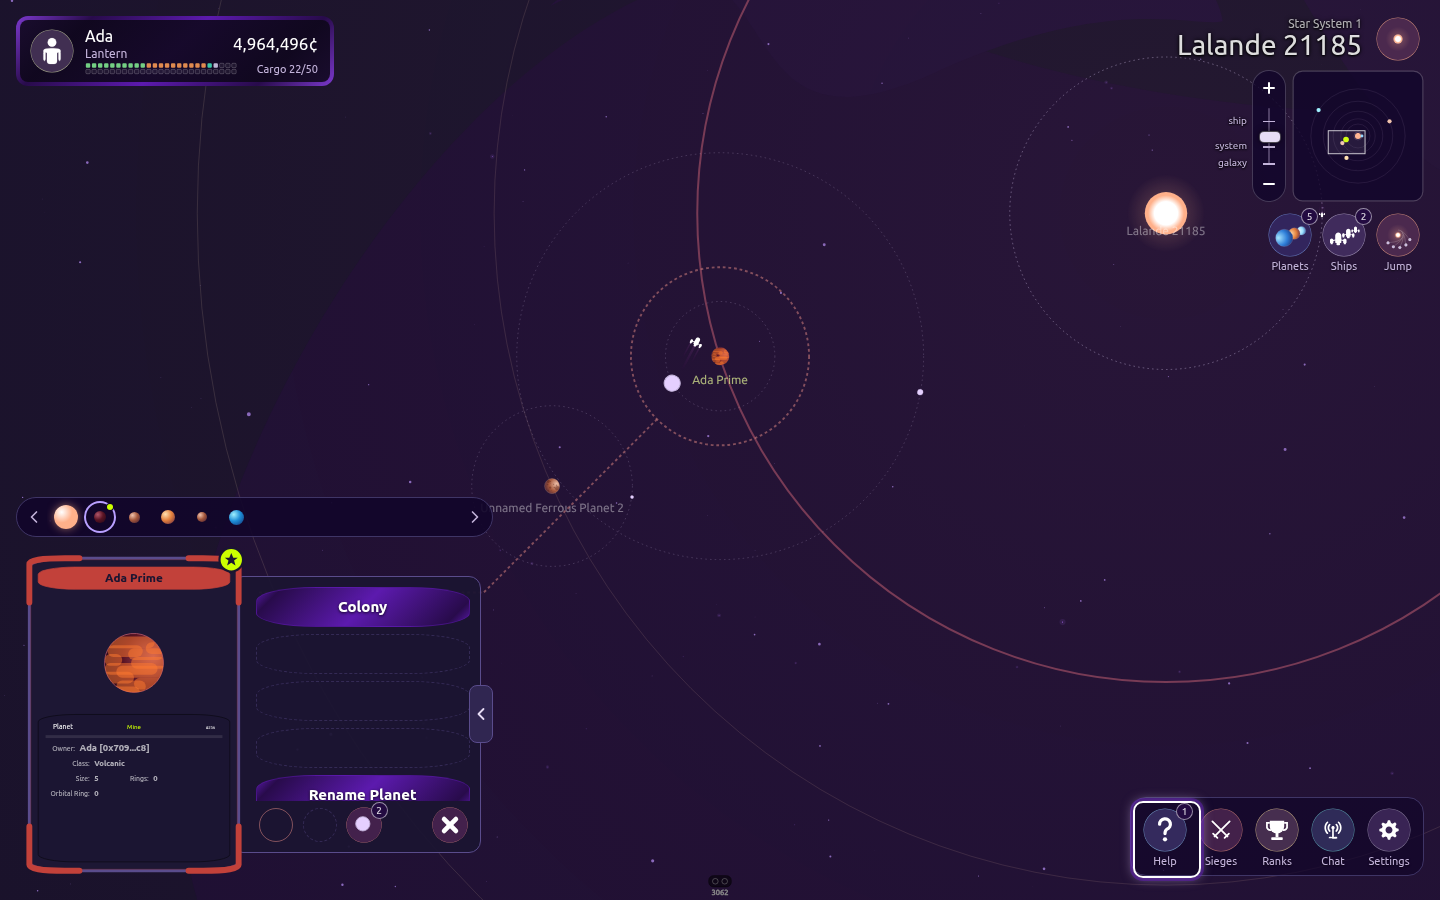 Ada
Lantern
4,964,496¢
Cargo 22/50
Star System 1
Lalande 21185
ship
system
galaxy
Lalande 21185
5
2
Planets
Ships
Jump
Ada Prime
nnamed Ferrous Planet 2
Ada Prime
Planet
Mine
Owner: Ada [0x709...c8]
Class: Volcanic
Size: 5
Rings: 0
Orbital Ring: 0
Colony
Rename Planet
2
1
Help
Sieges
Ranks
Chat
Settings
3062